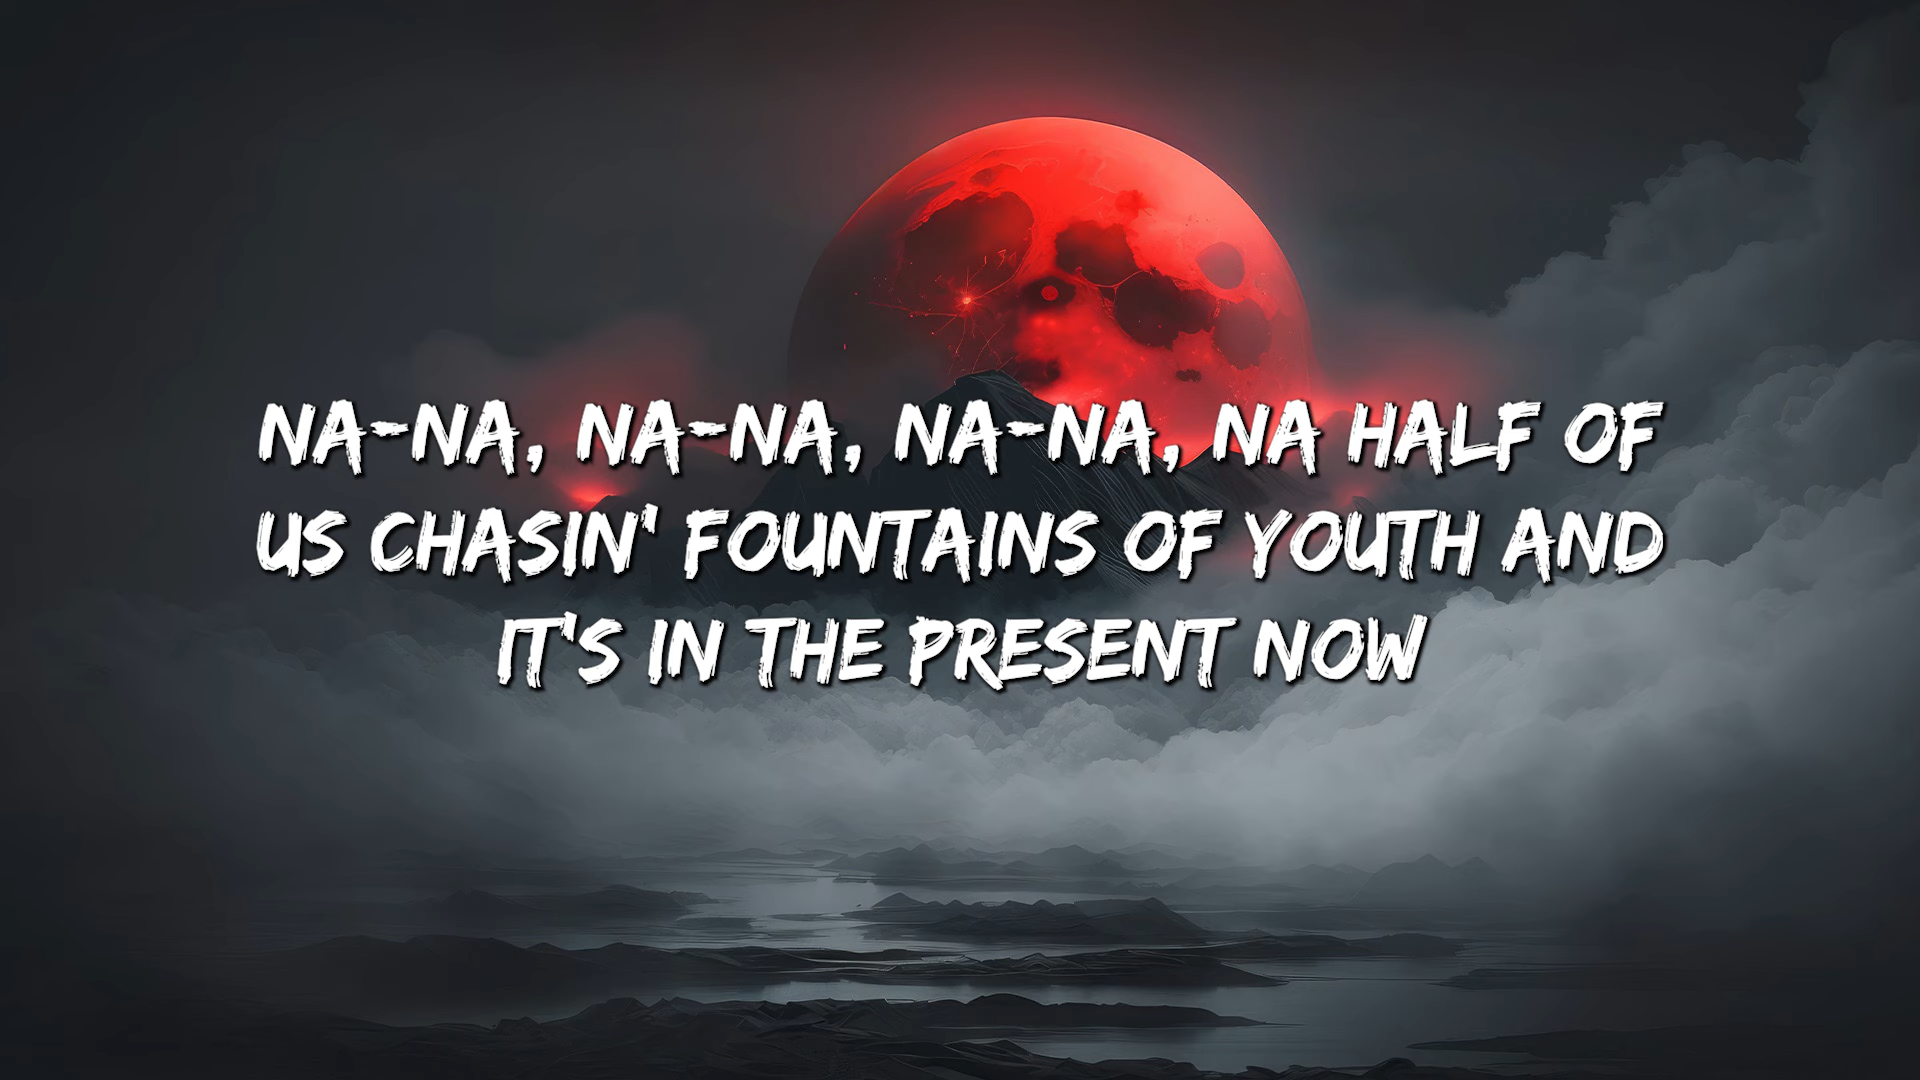 NA-NA, NA-NA, NA-NA, NA HALF OF
US CHASIN' FOUNTAINS OF YOUTH AND
IT'S IN THE PRESENT NOW